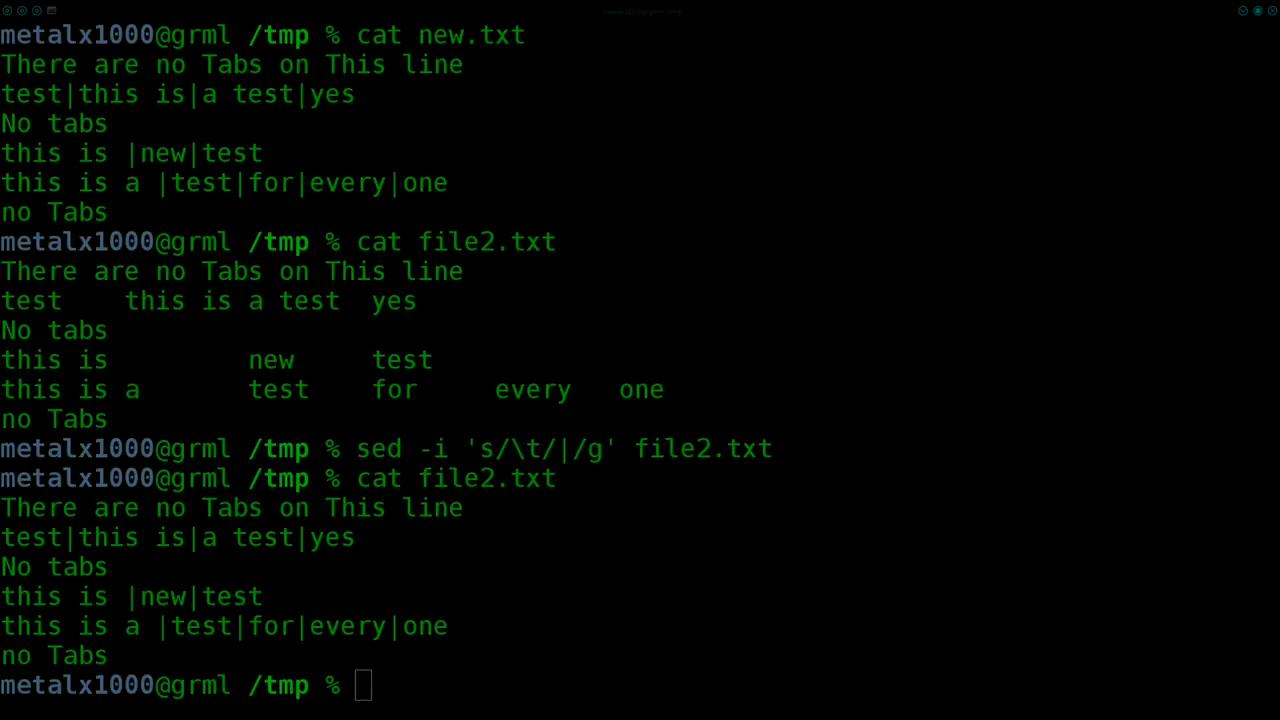 metalx1000@grml /tmp % cat new.txt
There are no Tabs on This line
test|this is|a test|yes
No tabs
this is |new|test
this is a |test|for|every|one
no Tabs
metalx1000@grml /tmp % cat file2.txt
There are no Tabs on This line
test    this is a test  yes
No tabs
this is         new     test
this is a       test    for     every   one
no Tabs
metalx1000@grml /tmp % sed -i 's/\t/|/g' file2.txt
metalx1000@grml /tmp % cat file2.txt
There are no Tabs on This line
test|this is|a test|yes
No tabs
this is |new|test
this is a |test|for|every|one
no Tabs
metalx1000@grml /tmp %